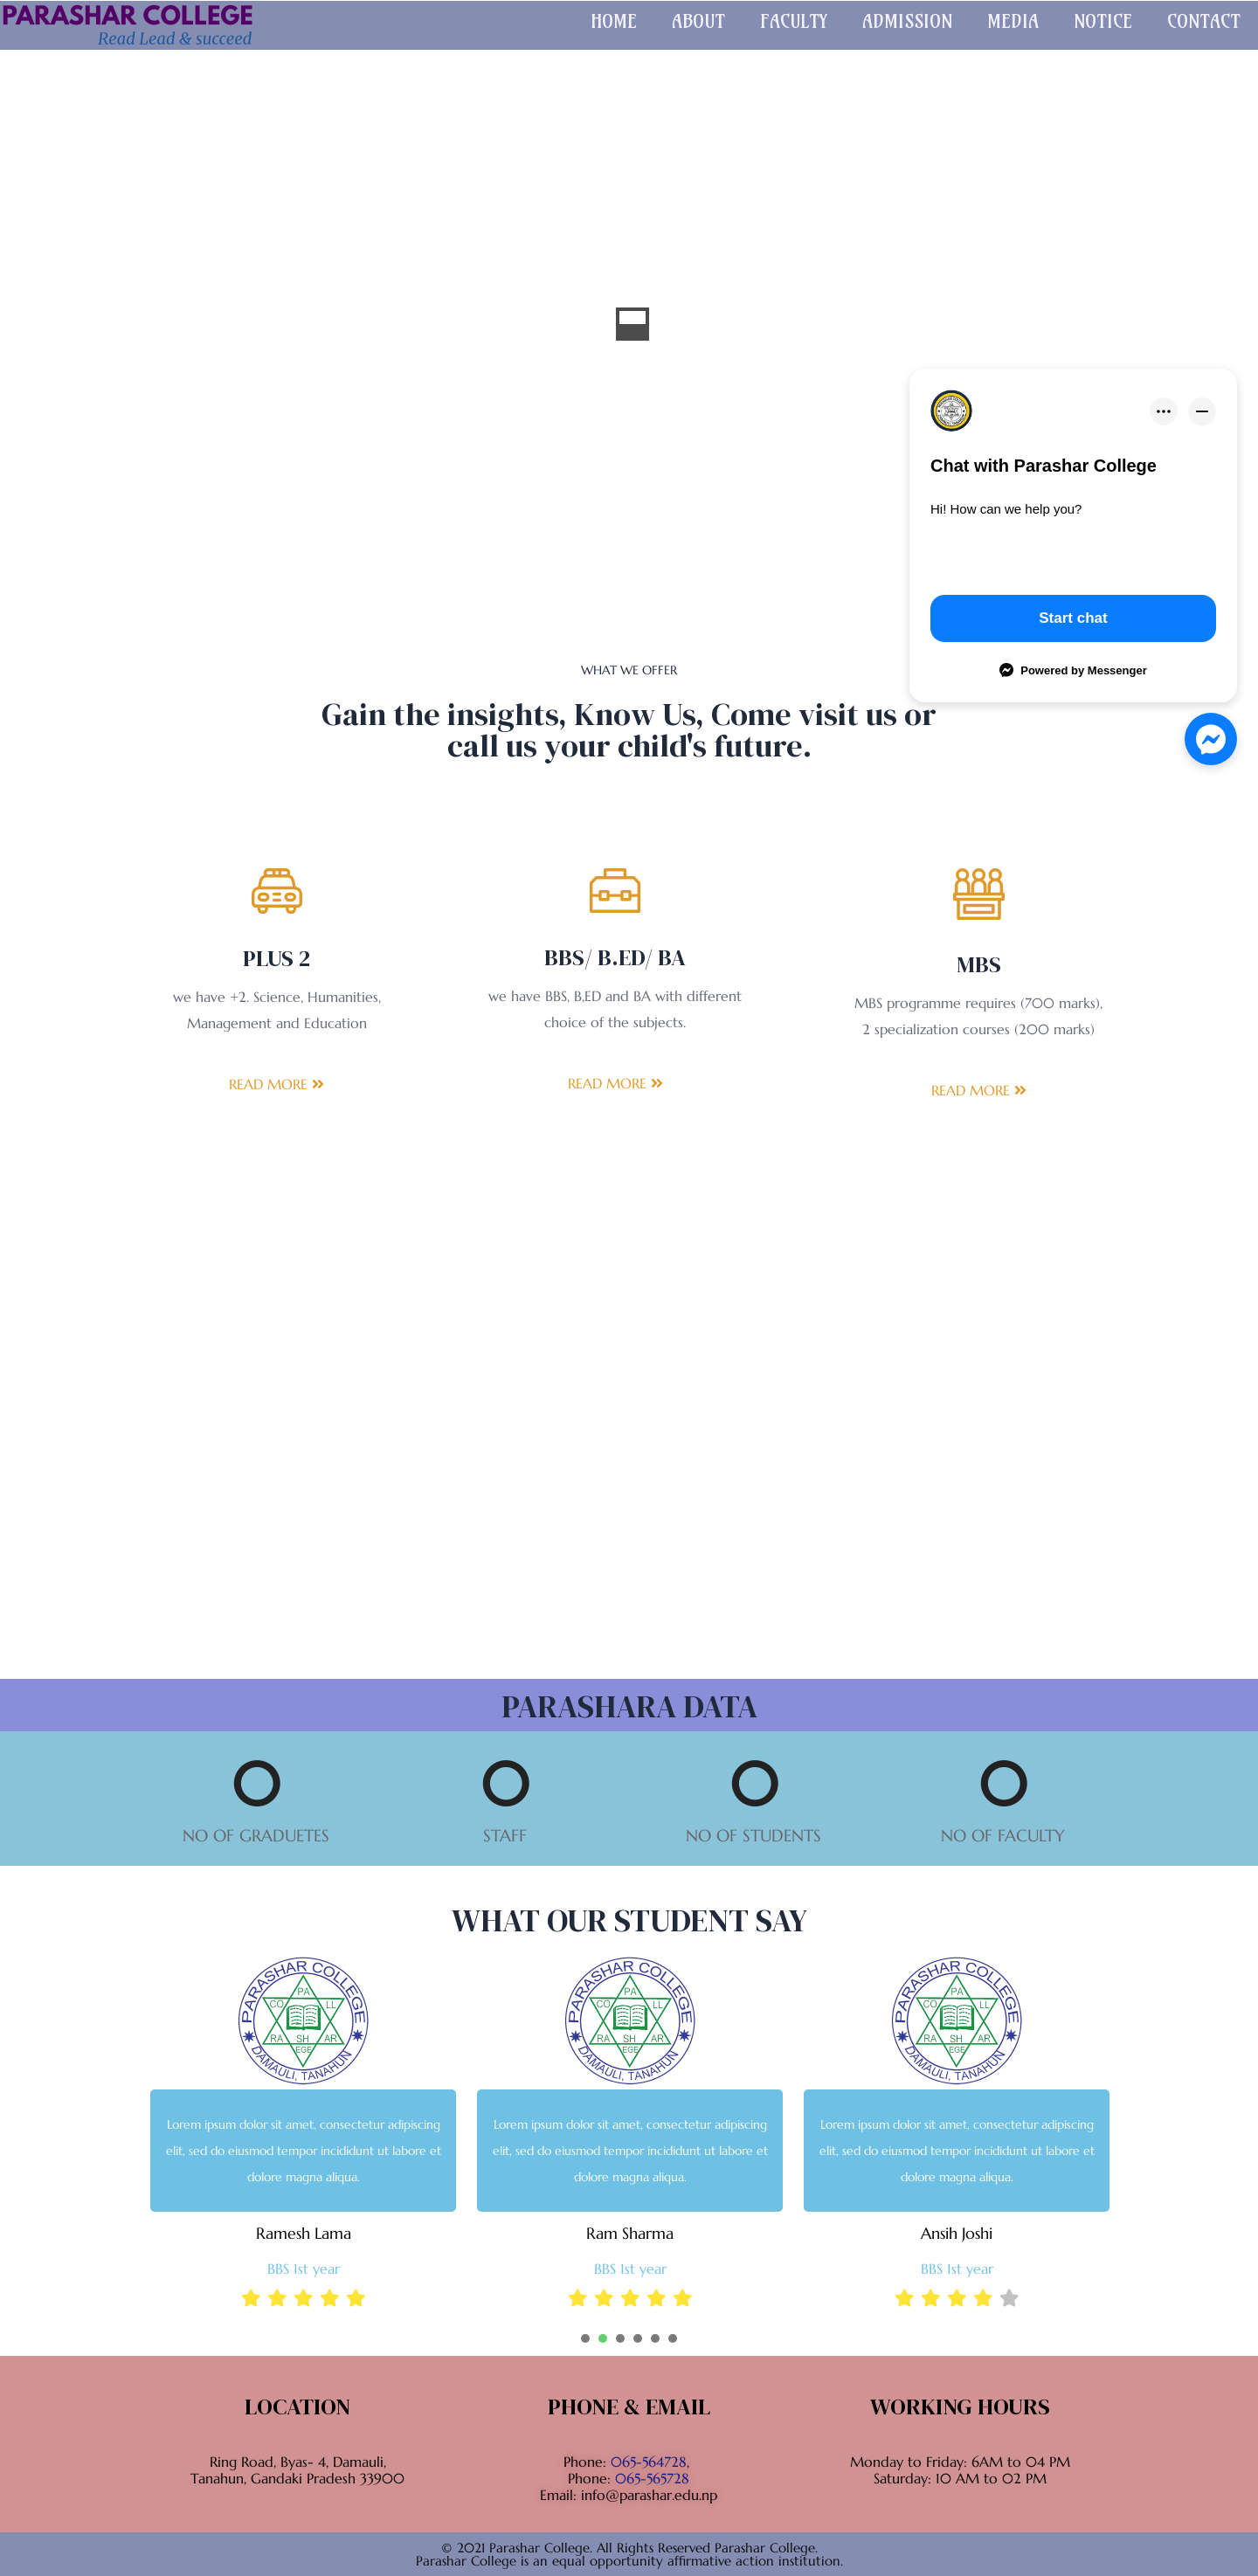 PARASHAR COLLEGE
Read Lead & succeed
HOME ABOUT FACULTY ADMISSION MEDIA NOTICE CONTACT
Chat with Parashar College
Hi! How can we help you?
Start chat
Powered by Messenger
WHAT WE OFFER
Gain the insights, Know Us, Come visit us or
call us your child's future.
PLUS 2
we have +2. Science, Humanities,
Management and Education
READ MORE
BBS/ B.ED/ BA
we have BBS, B,ED and BA with different
choice of the subjects.
READ MORE
MBS
MBS programme requires (700 marks),
2 specialization courses (200 marks)
READ MORE
PARASHARA DATA
0
NO OF GRADUETES
0
STAFF
0
NO OF STUDENTS
0
NO OF FACULTY
WHAT OUR STUDENT SAY
PARASHAR COLLEGE
PA
CO LL
RA SH AR
EGE
DAMAULI, TANAHUN
Lorem ipsum dolor sit amet, consectetur adipiscing
elit, sed do eiusmod tempor incididunt ut labore et
dolore magna aliqua.
Ramesh Lama
BBS 1st year
PARASHAR COLLEGE
PA
CO LL
RA SH AR
EGE
DAMAULI, TANAHUN
Lorem ipsum dolor sit amet, consectetur adipiscing
elit, sed do eiusmod tempor incididunt ut labore et
dolore magna aliqua.
Ram Sharma
BBS 1st year
PARASHAR COLLEGE
PA
CO LL
RA SH AR
EGE
DAMAULI, TANAHUN
Lorem ipsum dolor sit amet, consectetur adipiscing
elit, sed do eiusmod tempor incididunt ut labore et
dolore magna aliqua.
Ansih Joshi
BBS 1st year
LOCATION
Ring Road, Byas- 4, Damauli,
Tanahun, Gandaki Pradesh 33900
PHONE & EMAIL
Phone: 065-564728,
Phone: 065-565728
Email: info@parashar.edu.np
WORKING HOURS
Monday to Friday: 6AM to 04 PM
Saturday: 10 AM to 02 PM
© 2021 Parashar College. All Rights Reserved Parashar College.
Parashar College is an equal opportunity affirmative action institution.